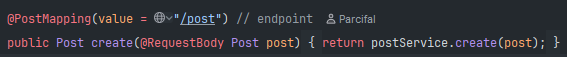 @PostMapping(value = "/post") // endpoint Parcifal
public Post create(@RequestBody Post post) { return postService.create(post); }